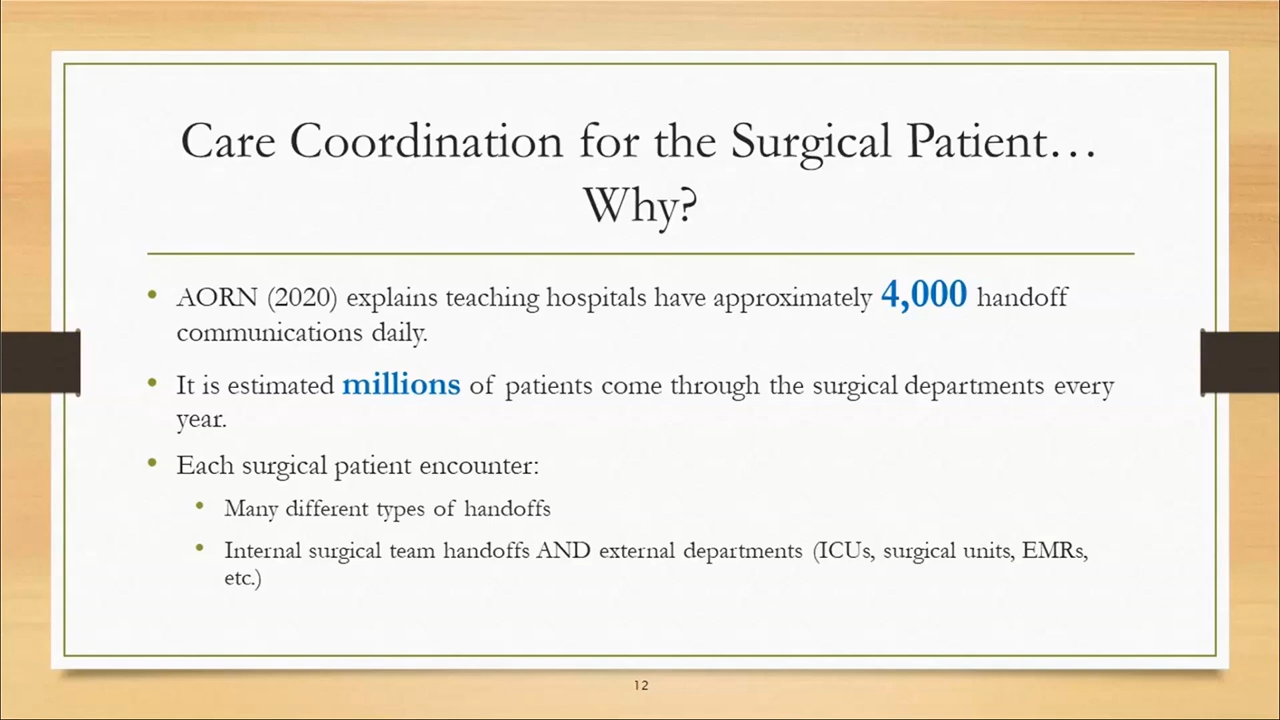 Care Coordination for the Surgical Patient…
Why?
• AORN (2020) explains teaching hospitals have approximately 4,000 handoff
communications daily.
• It is estimated millions of patients come through the surgical departments every
year.
• Each surgical patient encounter:
• Many different types of handoffs
• Internal surgical team handoffs AND external departments (ICUs, surgical units, EMRs,
etc.)
12